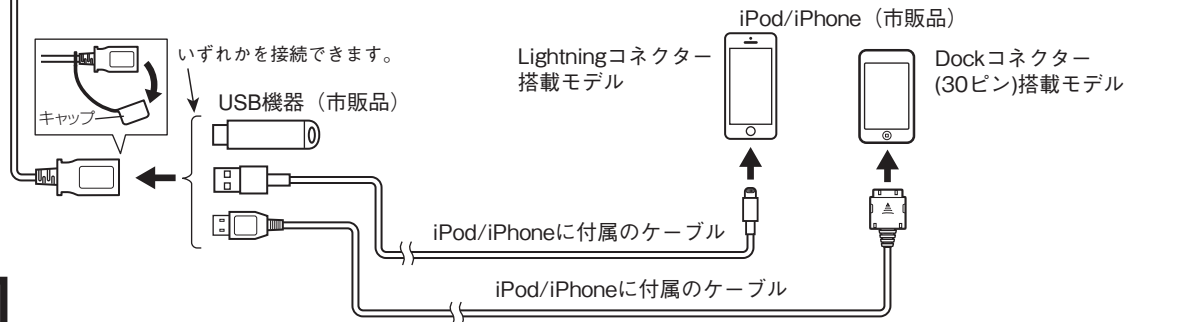 iPod/iPhone（市販品）
いずれかを接続できます。
Lightningコネクター
搭載モデル
Dockコネクター
(30ピン)搭載モデル
キャップ
USB機器（市販品）
iPod/iPhoneに付属のケーブル
iPod/iPhoneに付属のケーブル